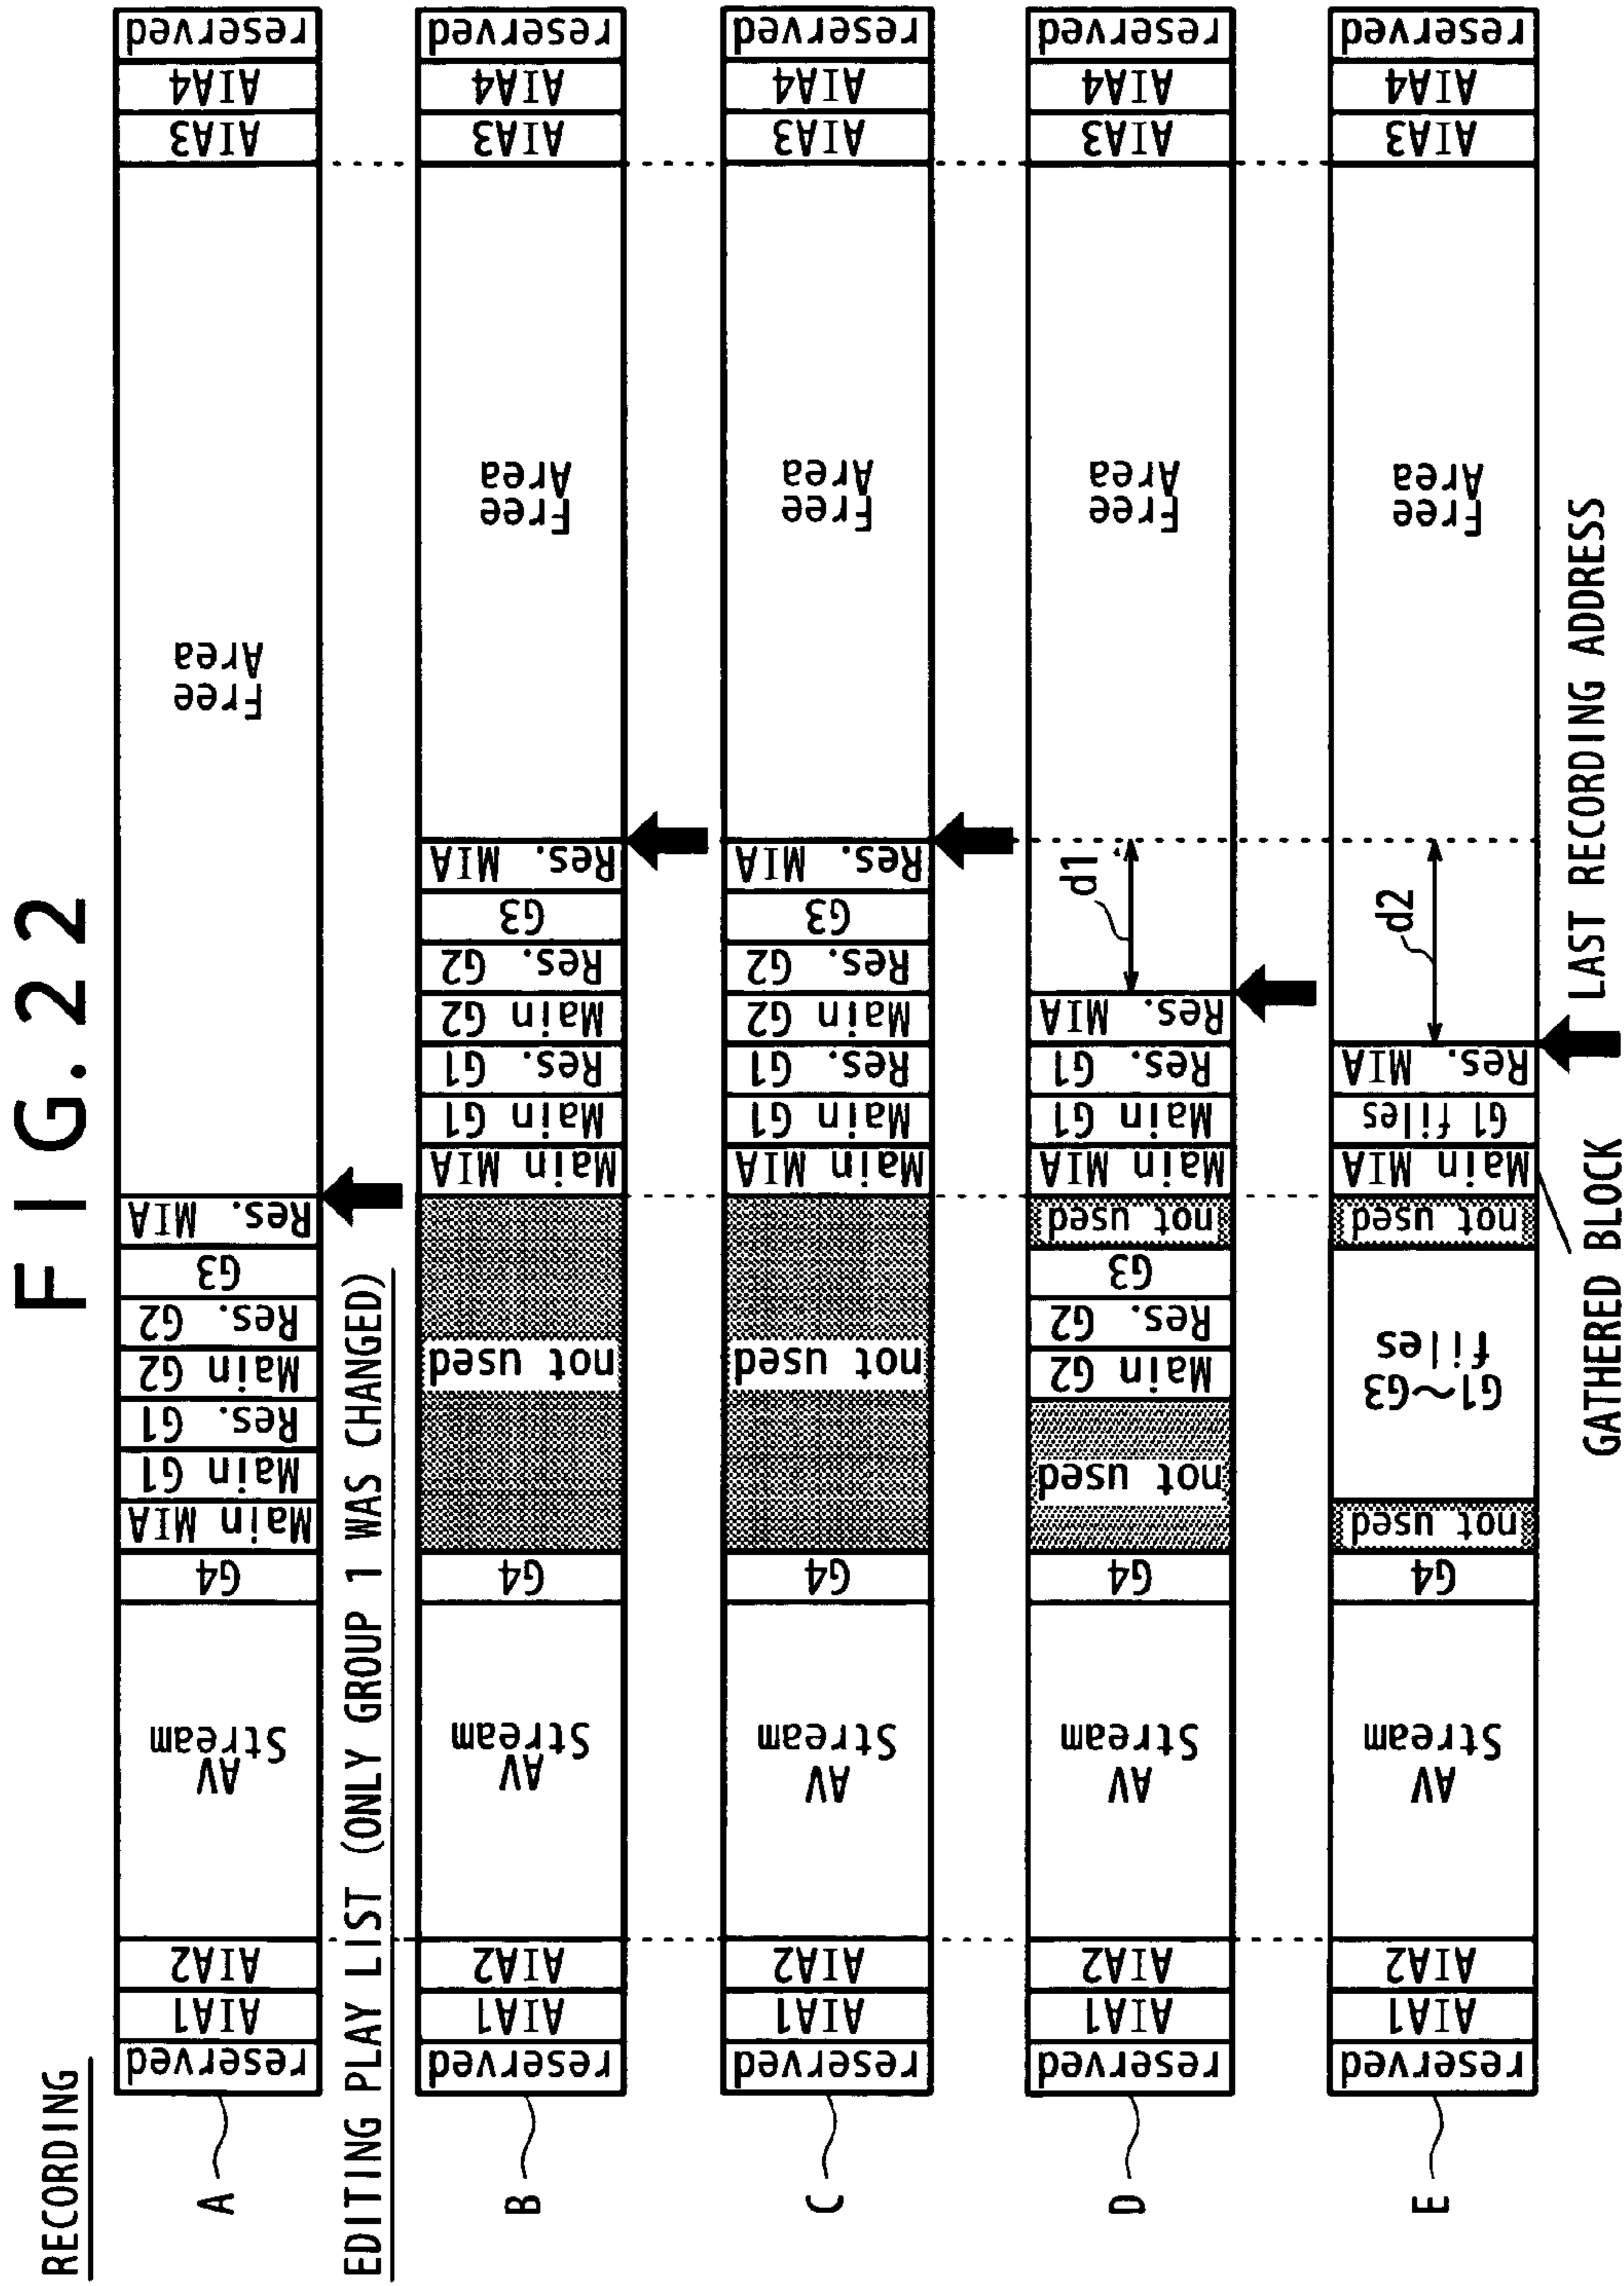 FIG.22
RECORDING
A
reserved
AIA1
AIA2
AV
Stream
G4
Main MIA
Main G1
Res. G1
Main G2
Res. G2
G3
Res. MIA
Free
Area
AIA3
AIA4
reserved
EDITING PLAY LIST (ONLY GROUP 1 WAS CHANGED)
B
reserved
AIA1
AIA2
AV
Stream
G4
not used
Main MIA
Main G1
Res. G1
Main G2
Res. G2
G3
Res. MIA
Free
Area
AIA3
AIA4
reserved
C
reserved
AIA1
AIA2
AV
Stream
G4
not used
Main MIA
Main G1
Res. G1
Main G2
Res. G2
G3
Res. MIA
Free
Area
AIA3
AIA4
reserved
D
reserved
AIA1
AIA2
AV
Stream
G4
not used
Main G2
Res. G2
G3
not used
Main MIA
Main G1
Res. G1
Res. MIA
d1
Free
Area
AIA3
AIA4
reserved
E
reserved
AIA1
AIA2
AV
Stream
G4
not used
G1~G3
files
not used
Main MIA
G1 files
Res. MIA
d2
Free
Area
AIA3
AIA4
reserved
LAST RECORDING ADDRESS
GATHERED BLOCK